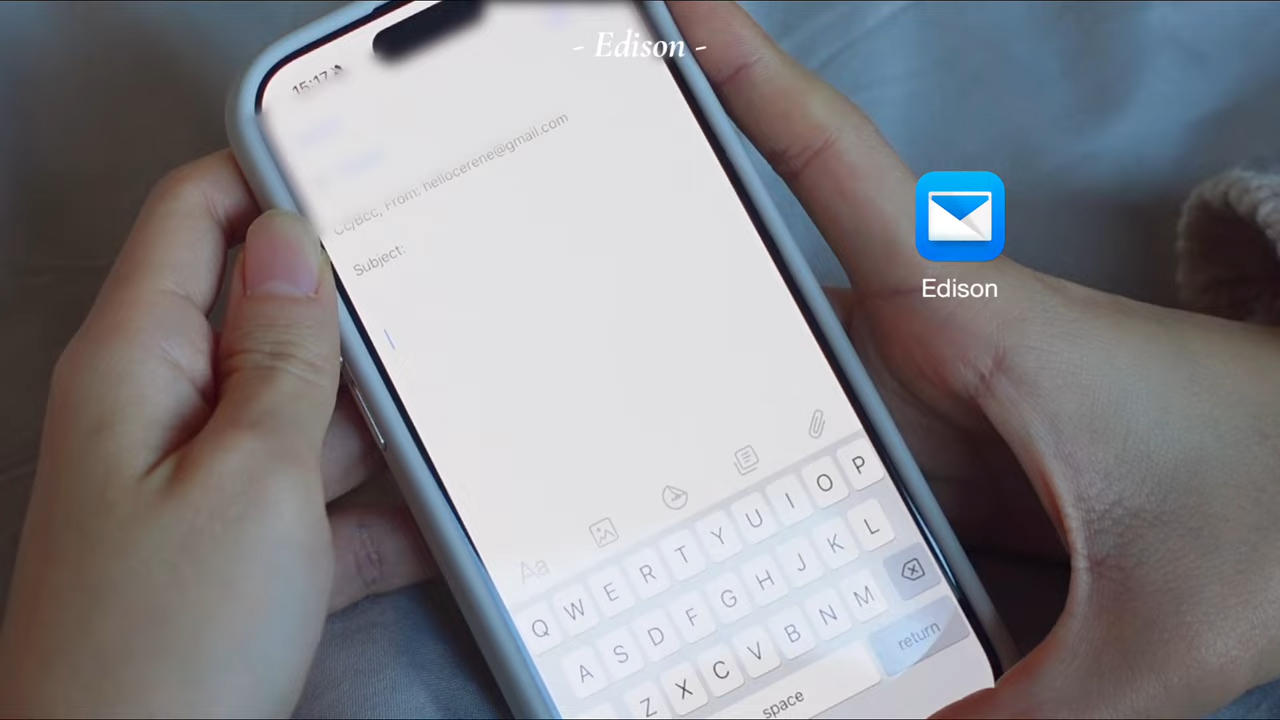 - Edison -
15:17
Cc/Bcc, From: hellocerene@gmail.com
Subject:
Edison
Aa
Q W E R T Y U I O P
A S D F G H J K L
Z X C V B N M
space
return